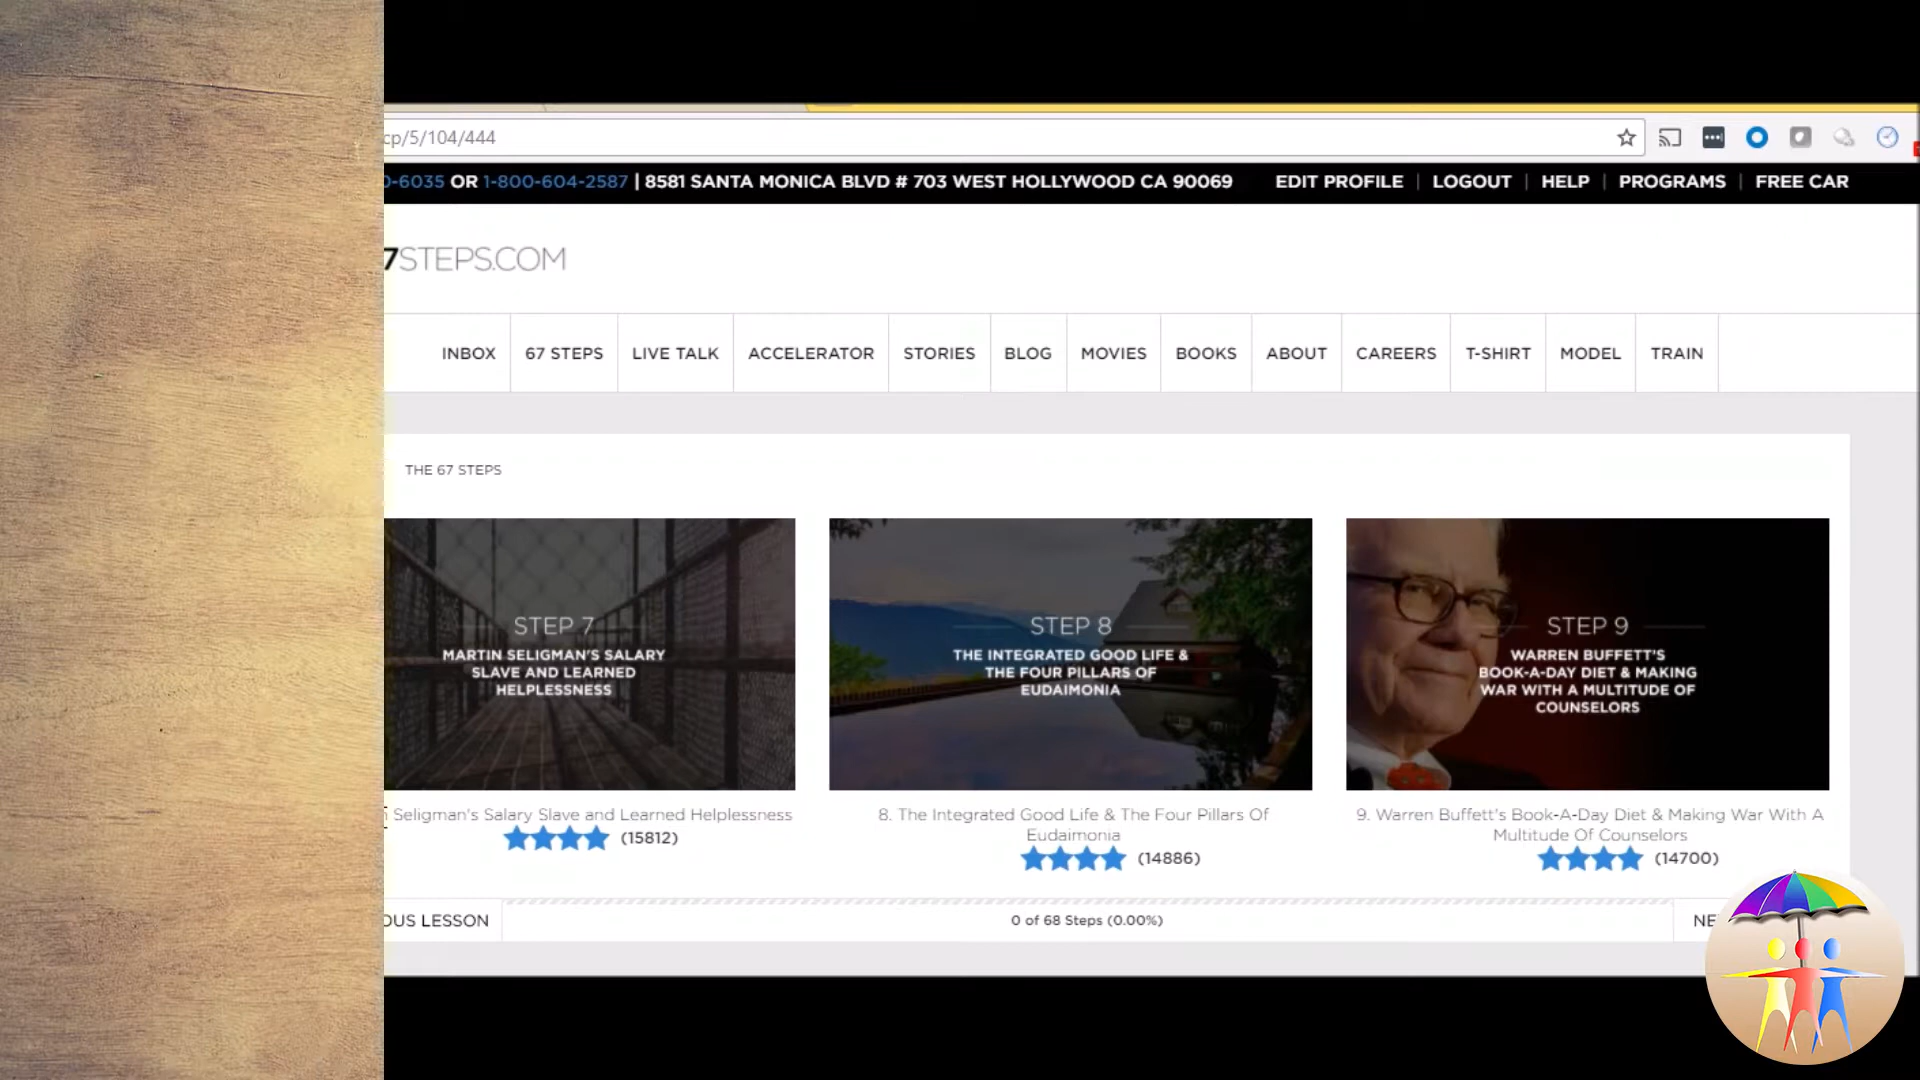 cp/5/104/444
0-6035 OR 1-800-604-2587 | 8581 SANTA MONICA BLVD # 703 WEST HOLLYWOOD CA 90069 EDIT PROFILE | LOGOUT | HELP | PROGRAMS | FREE CAR
7STEPS.COM
INBOX 67 STEPS LIVE TALK ACCELERATOR STORIES BLOG MOVIES BOOKS ABOUT CAREERS T-SHIRT MODEL TRAIN
THE 67 STEPS
STEP 7
MARTIN SELIGMAN'S SALARY
SLAVE AND LEARNED
HELPLESSNESS
Seligman's Salary Slave and Learned Helplessness
(15812)
STEP 8
THE INTEGRATED GOOD LIFE &
THE FOUR PILLARS OF
EUDAIMONIA
8. The Integrated Good Life & The Four Pillars Of
Eudaimonia
(14886)
STEP 9
WARREN BUFFETT'S
BOOK-A-DAY DIET & MAKING
WAR WITH A MULTITUDE OF
COUNSELORS
9. Warren Buffett's Book-A-Day Diet & Making War With A
Multitude Of Counselors
(14700)
OUS LESSON 0 of 68 Steps (0.00%) NE